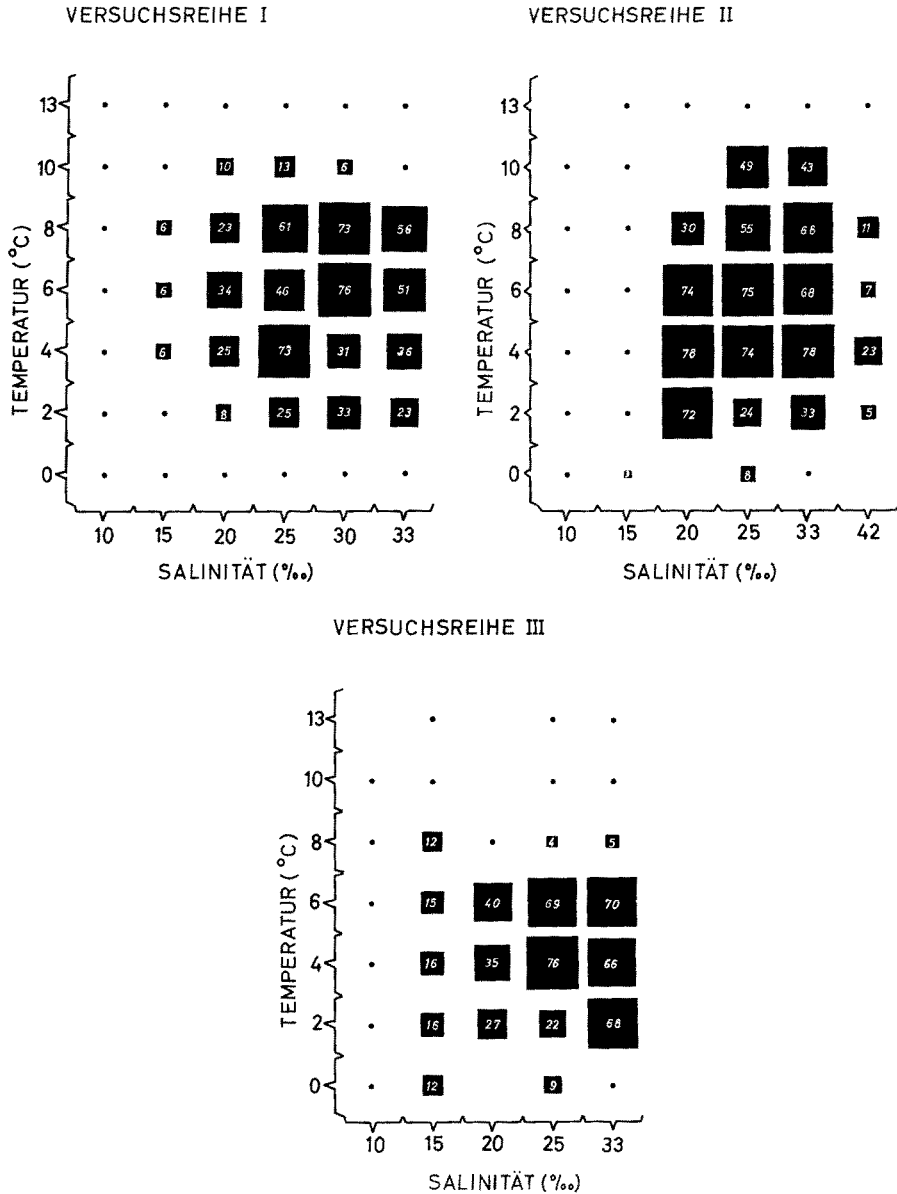 VERSUCHSREIHE I
13
10
10 13 6
8
6 23 61 73 56
6
6 34 46 76 51
4
6 25 73 31 36
2
8 25 33 23
0
TEMPERATUR (°C)
10 15 20 25 30 33
SALINITÄT (‰)
VERSUCHSREIHE II
13
10
49 43
8
30 55 66 11
6
74 75 68 7
4
78 74 78 23
2
72 24 33 5
0
8
TEMPERATUR (°C)
10 15 20 25 33 42
SALINITÄT (‰)
VERSUCHSREIHE III
13
10
8
12 5
6
15 40 69 70
4
16 35 76 66
2
16 27 22 68
0
12 9
TEMPERATUR (°C)
10 15 20 25 33
SALINITÄT (‰)